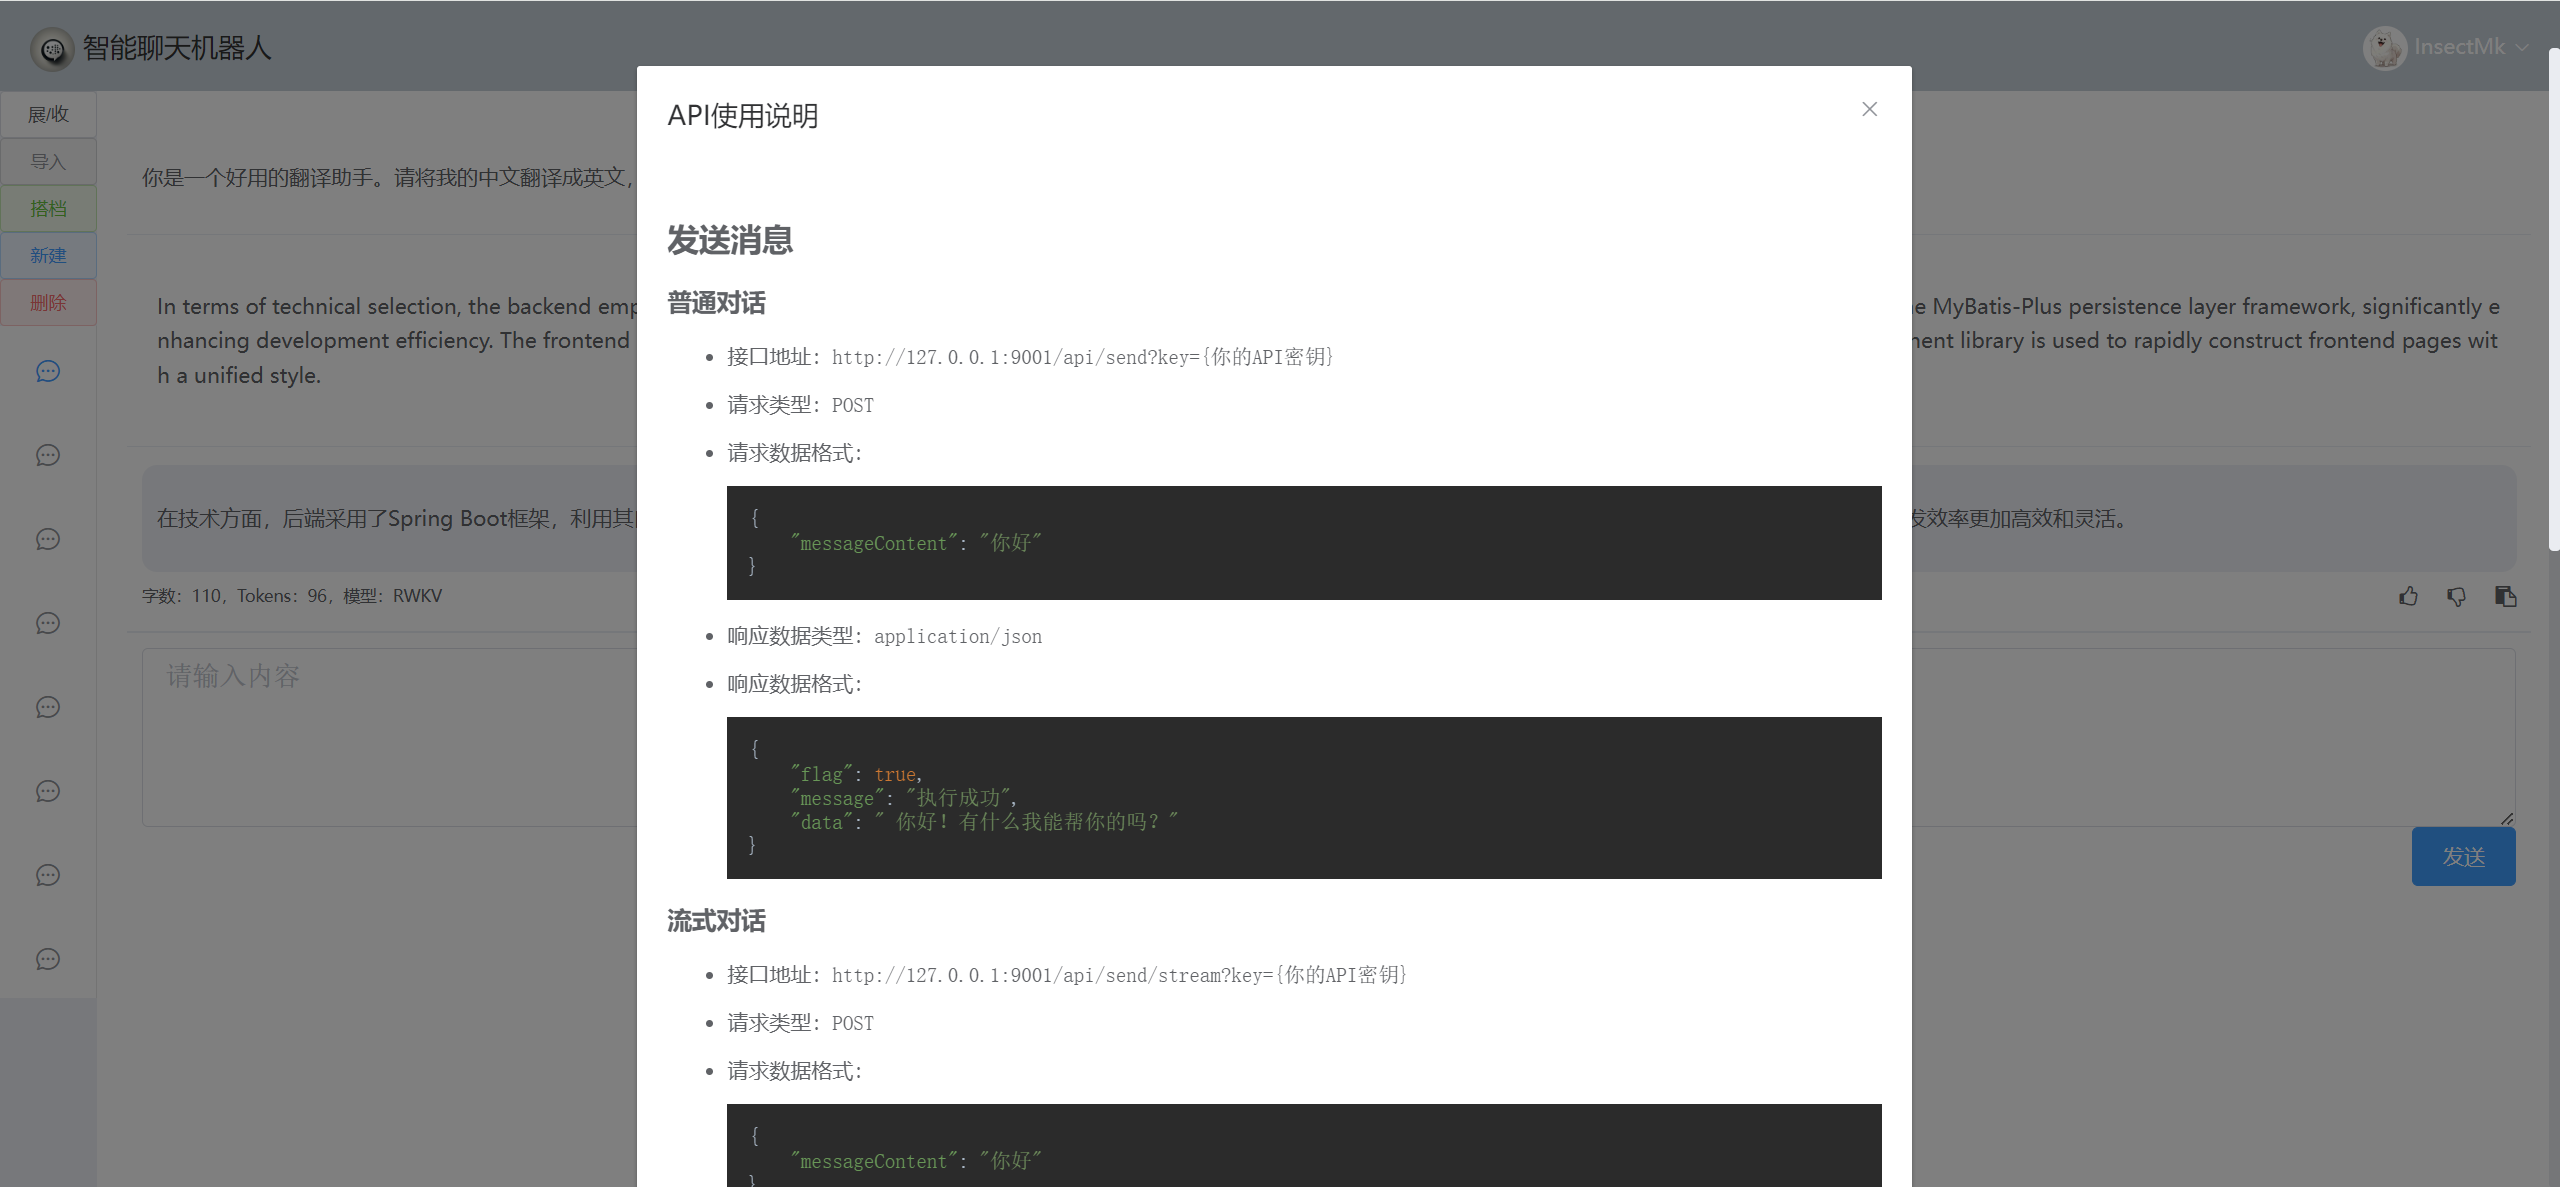 智能聊天机器人
InsectMk
展/收
导入
搭档
新建
删除
你是一个好用的翻译助手。请将我的中文翻译成英文，
In terms of technical selection, the backend emp
e MyBatis-Plus persistence layer framework, significantly e
nhancing development efficiency. The frontend
ent library is used to rapidly construct frontend pages wit
h a unified style.
在技术方面，后端采用了Spring Boot框架，利用其
发效率更加高效和灵活。
字数：110，Tokens：96，模型：RWKV
请输入内容
发送
API使用说明
发送消息
普通对话
接口地址：http://127.0.0.1:9001/api/send?key={你的API密钥}
请求类型：POST
请求数据格式：
{
"messageContent": "你好"
}
响应数据类型：application/json
响应数据格式：
{
"flag": true,
"message": "执行成功",
"data": " 你好！有什么我能帮你的吗？"
}
流式对话
接口地址：http://127.0.0.1:9001/api/send/stream?key={你的API密钥}
请求类型：POST
请求数据格式：
{
"messageContent": "你好"
}